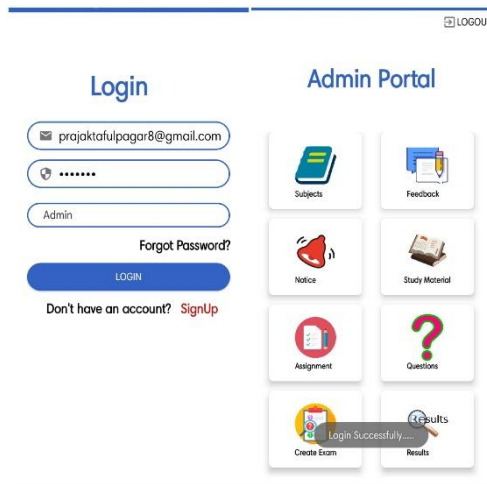 Login
prajaktafulpagar8@gmail.com
•••••••
Admin
Forgot Password?
LOGIN
Don't have an account? SignUp
LOGOU
Admin Portal
Subjects
Feedback
Notice
Study Material
Assignment
Questions
Results
Login Successfully.....
Create Exam
Results